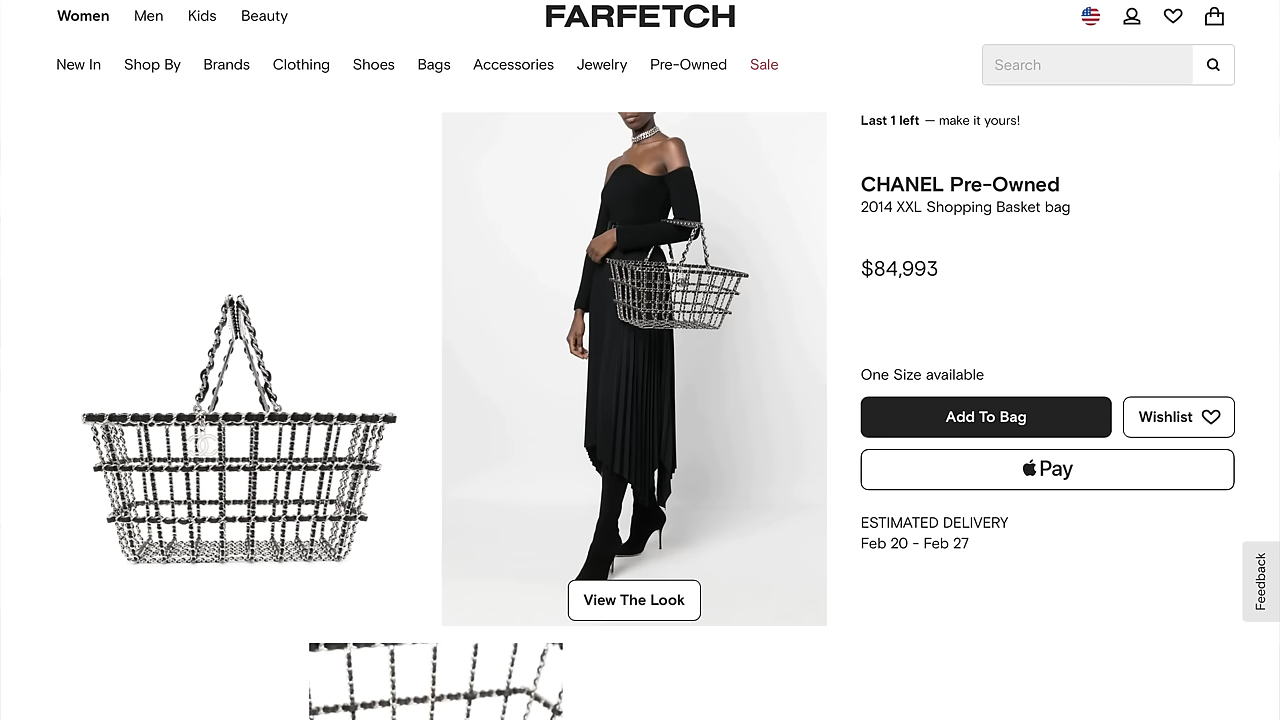 Women Men Kids Beauty
FARFETCH
New In Shop By Brands Clothing Shoes Bags Accessories Jewelry Pre-Owned Sale
Search
Last 1 left — make it yours!
CHANEL Pre-Owned
2014 XXL Shopping Basket bag
$84,993
One Size available
Add To Bag
Wishlist
Pay
ESTIMATED DELIVERY
Feb 20 - Feb 27
Feedback
View The Look